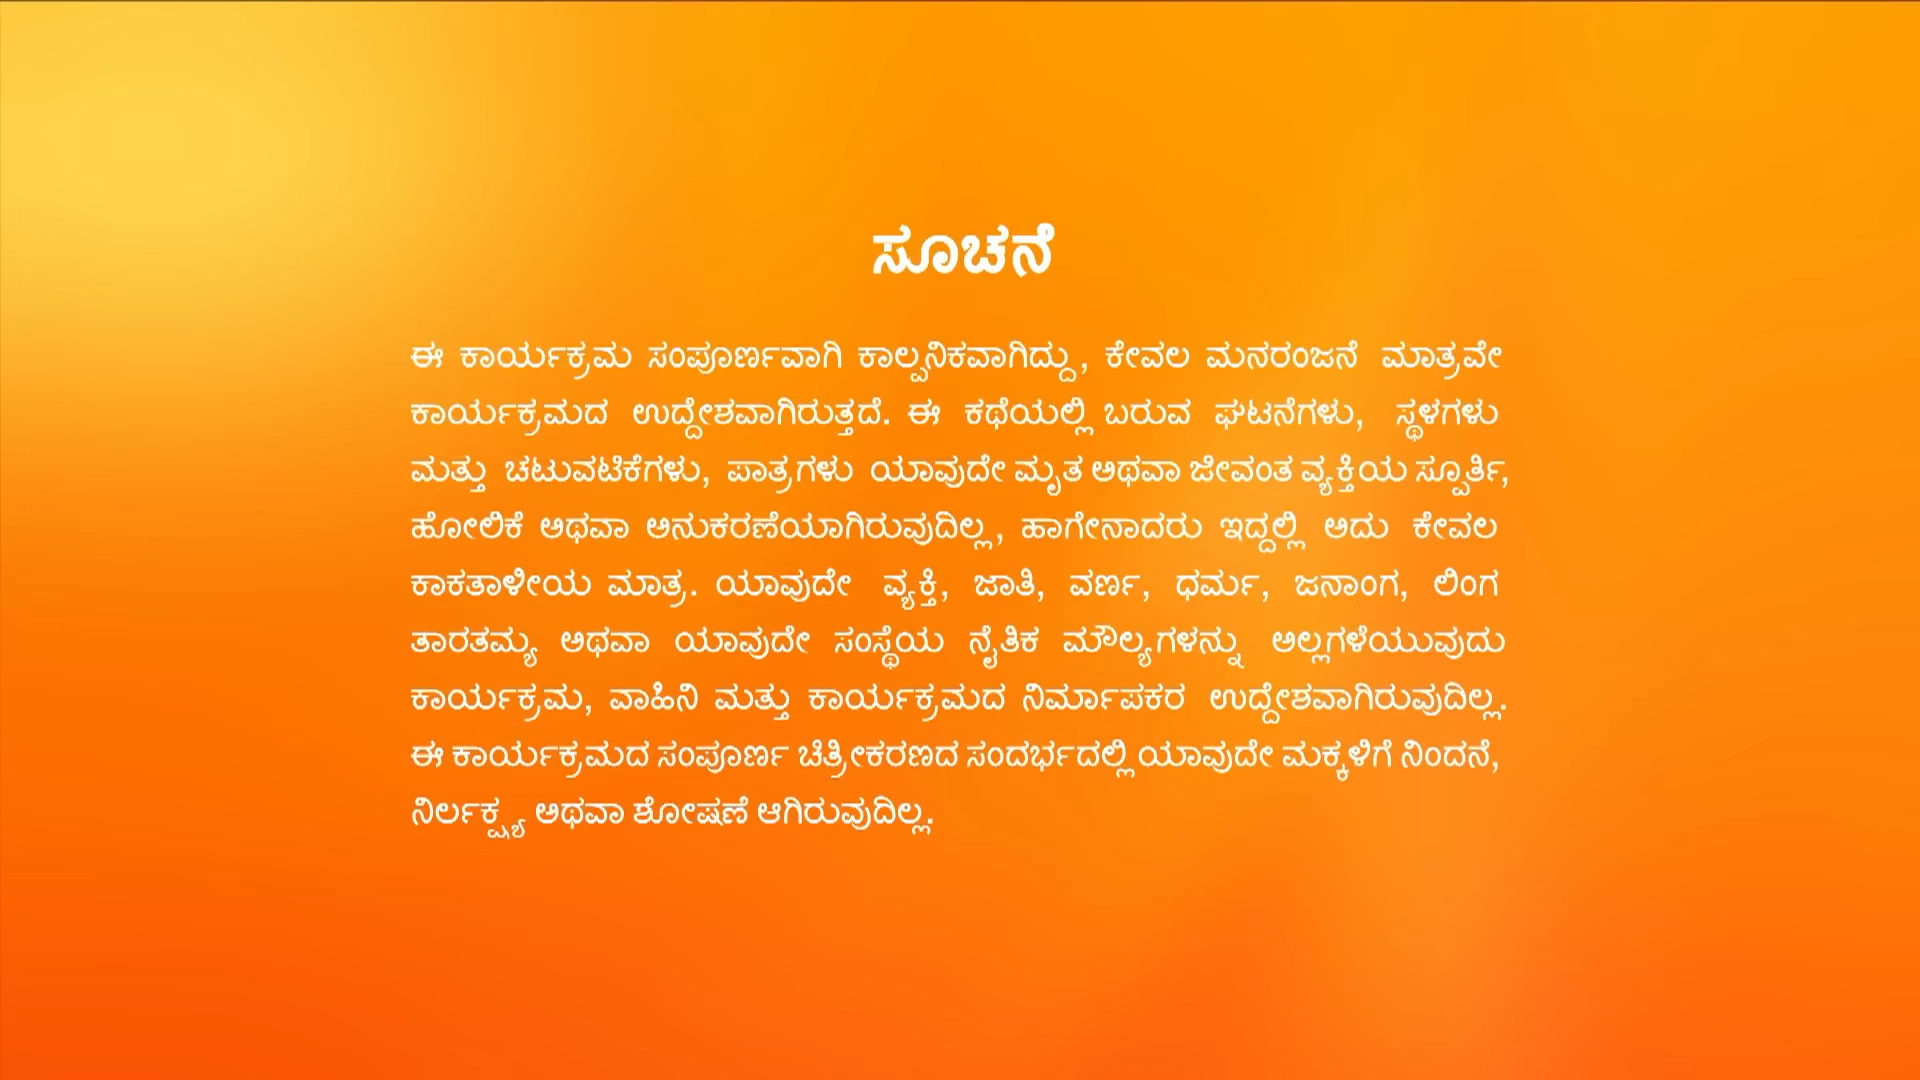 ಸೂಚನೆ
ಈ ಕಾರ್ಯಕ್ರಮ ಸಂಪೂರ್ಣವಾಗಿ ಕಾಲ್ಪನಿಕವಾಗಿದ್ದು, ಕೇವಲ ಮನರಂಜನೆ ಮಾತ್ರವೇ
ಕಾರ್ಯಕ್ರಮದ ಉದ್ದೇಶವಾಗಿರುತ್ತದೆ. ಈ ಕಥೆಯಲ್ಲಿ ಬರುವ ಘಟನೆಗಳು, ಸ್ಥಳಗಳು
ಮತ್ತು ಚಟುವಟಿಕೆಗಳು, ಪಾತ್ರಗಳು ಯಾವುದೇ ಮೃತ ಅಥವಾ ಜೀವಂತ ವ್ಯಕ್ತಿಯ ಸ್ಪೂರ್ತಿ,
ಹೋಲಿಕೆ ಅಥವಾ ಅನುಕರಣೆಯಾಗಿರುವುದಿಲ್ಲ, ಹಾಗೇನಾದರು ಇದ್ದಲ್ಲಿ ಅದು ಕೇವಲ
ಕಾಕತಾಳೀಯ ಮಾತ್ರ. ಯಾವುದೇ ವ್ಯಕ್ತಿ, ಜಾತಿ, ವರ್ಣ, ಧರ್ಮ, ಜನಾಂಗ, ಲಿಂಗ
ತಾರತಮ್ಯ ಅಥವಾ ಯಾವುದೇ ಸಂಸ್ಥೆಯ ನೈತಿಕ ಮೌಲ್ಯಗಳನ್ನು ಅಲ್ಲಗಳೆಯುವುದು
ಕಾರ್ಯಕ್ರಮ, ವಾಹಿನಿ ಮತ್ತು ಕಾರ್ಯಕ್ರಮದ ನಿರ್ಮಾಪಕರ ಉದ್ದೇಶವಾಗಿರುವುದಿಲ್ಲ.
ಈ ಕಾರ್ಯಕ್ರಮದ ಸಂಪೂರ್ಣ ಚಿತ್ರೀಕರಣದ ಸಂದರ್ಭದಲ್ಲಿ ಯಾವುದೇ ಮಕ್ಕಳಿಗೆ ನಿಂದನೆ,
ನಿರ್ಲಕ್ಷ್ಯ ಅಥವಾ ಶೋಷಣೆ ಆಗಿರುವುದಿಲ್ಲ.